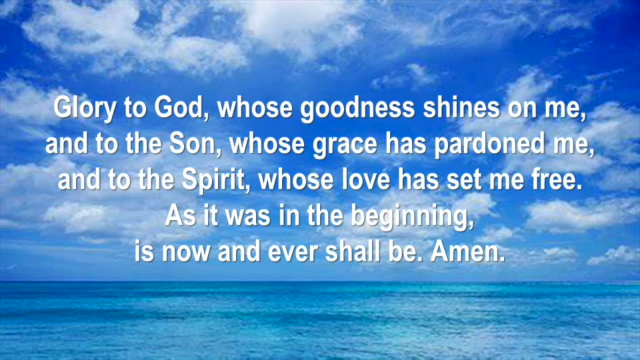 Glory to God, whose goodness shines on me,
and to the Son, whose grace has pardoned me,
and to the Spirit, whose love has set me free.
As it was in the beginning,
is now and ever shall be. Amen.